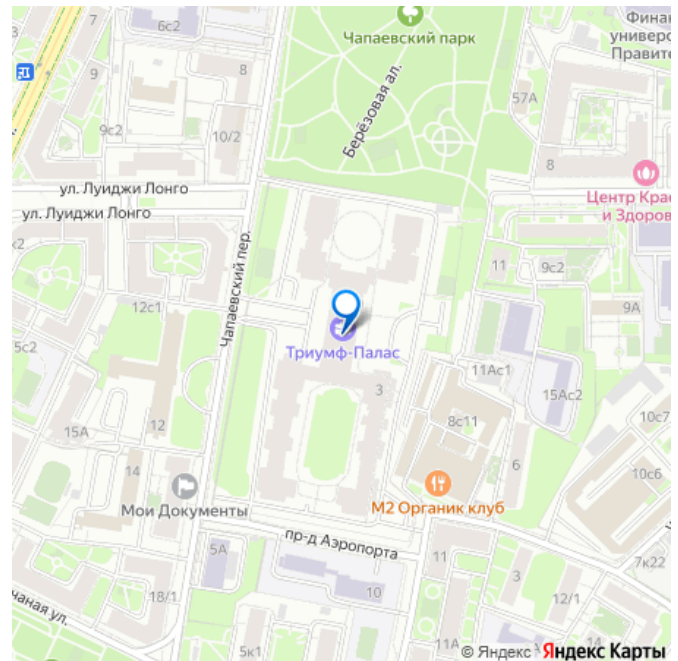 7
6с2
Чапаевский парк
Финан
универс
Правите
8
9
9с2
10/2
Берёзовая ал.
57А
8
ул. Луиджи Лонго
ул. Луиджи Лонго
Центр Крас
и Здоров
к2
Чапаевский пер.
11
9с2
12с1
9А
5с2
Триумф-Палас
3
11Ас1
15Ас2
15А
12
8с11
10с7
14
6
10с6
Мои Документы
М2 Органик клуб
пр-д Аэропорта
5А
11
7к22
10
3
чаная ул.
18/1
12/1
5к1
11А
14
© Яндекс
Яндекс Карты